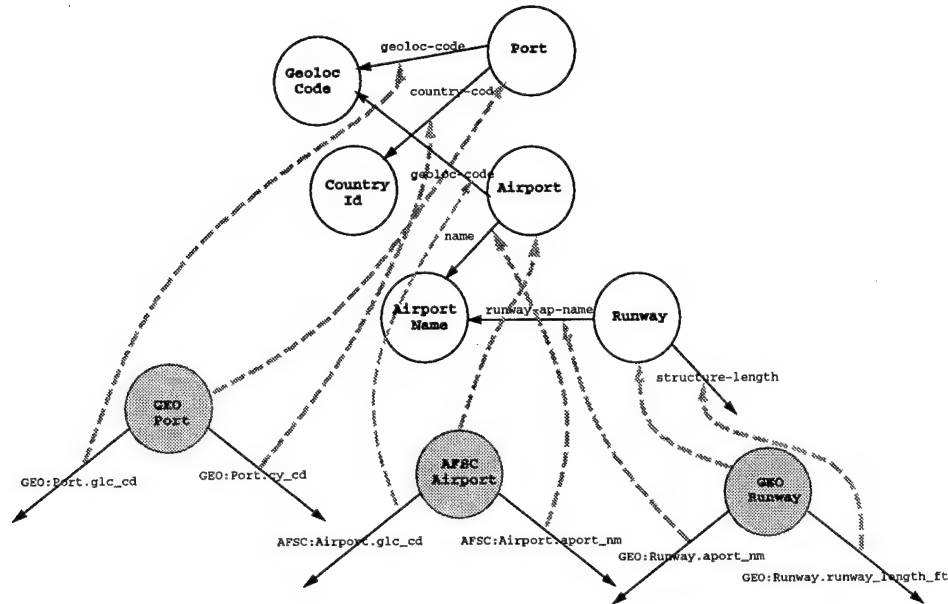 geoloc-code
Port
Geoloc
Code
country-cod
geoloc-code
Country
Id
Airport
name
Airport
Name
runway-ap-name
Runway
structure-length
GEO
Port
GEO:Port.glc_cd
GEO:Port.cy_cd
AFSC
Airport
GEO
Runway
AFSC:Airport.glc_cd
AFSC:Airport.aport_nm
GEO:Runway.aport_nm
GEO:Runway.runway_length_ft